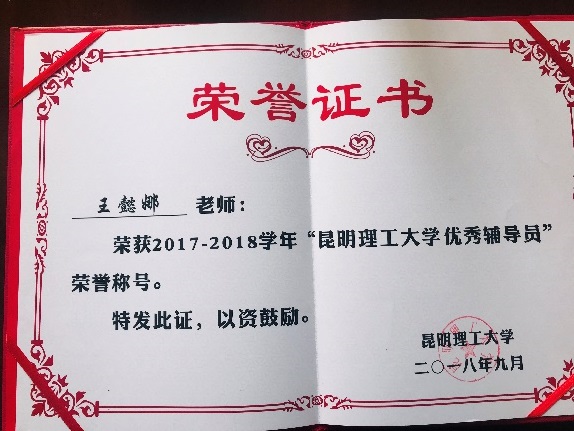 荣誉证书
王懿娜 老师：
荣获2017-2018学年“昆明理工大学优秀辅导员”
荣誉称号。
特发此证，以资鼓励。
昆明理工大学
二〇一八年九月